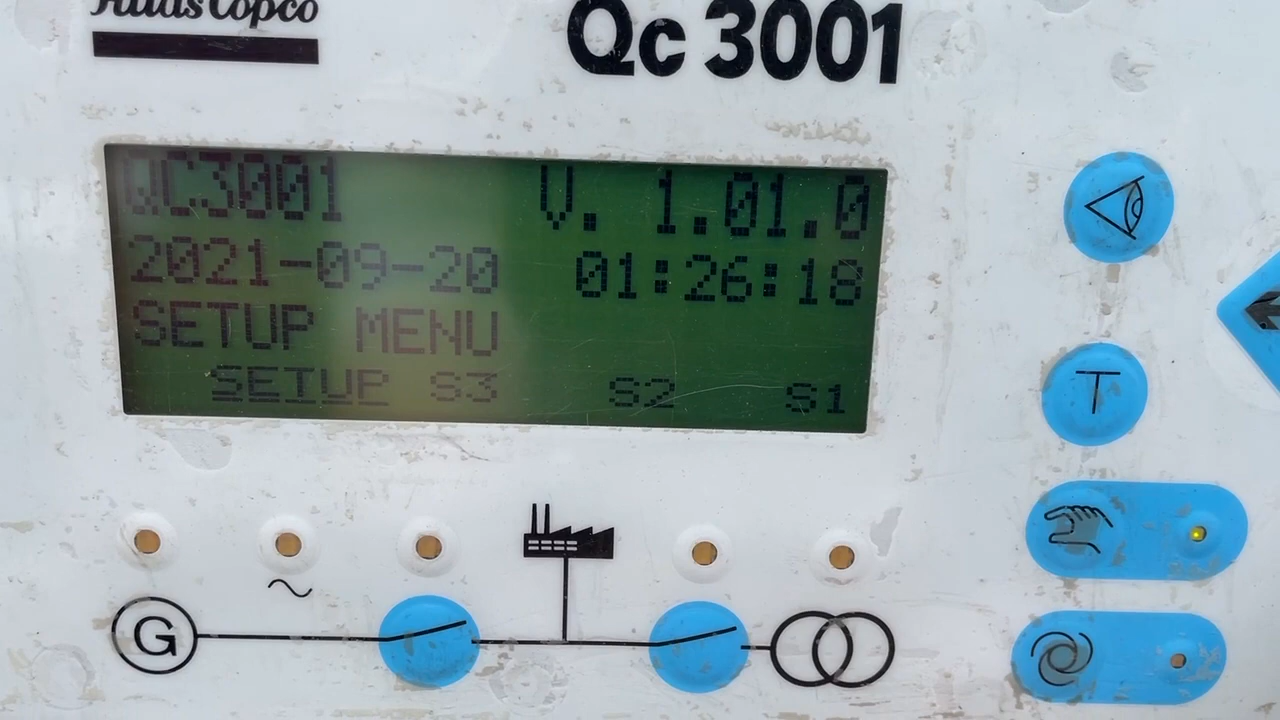 Atlas Copco
Qc 3001
QC3001 V. 1.01.0
2021-09-20 01:26:18
SETUP MENU
SETUP S3 S2 S1
T
G